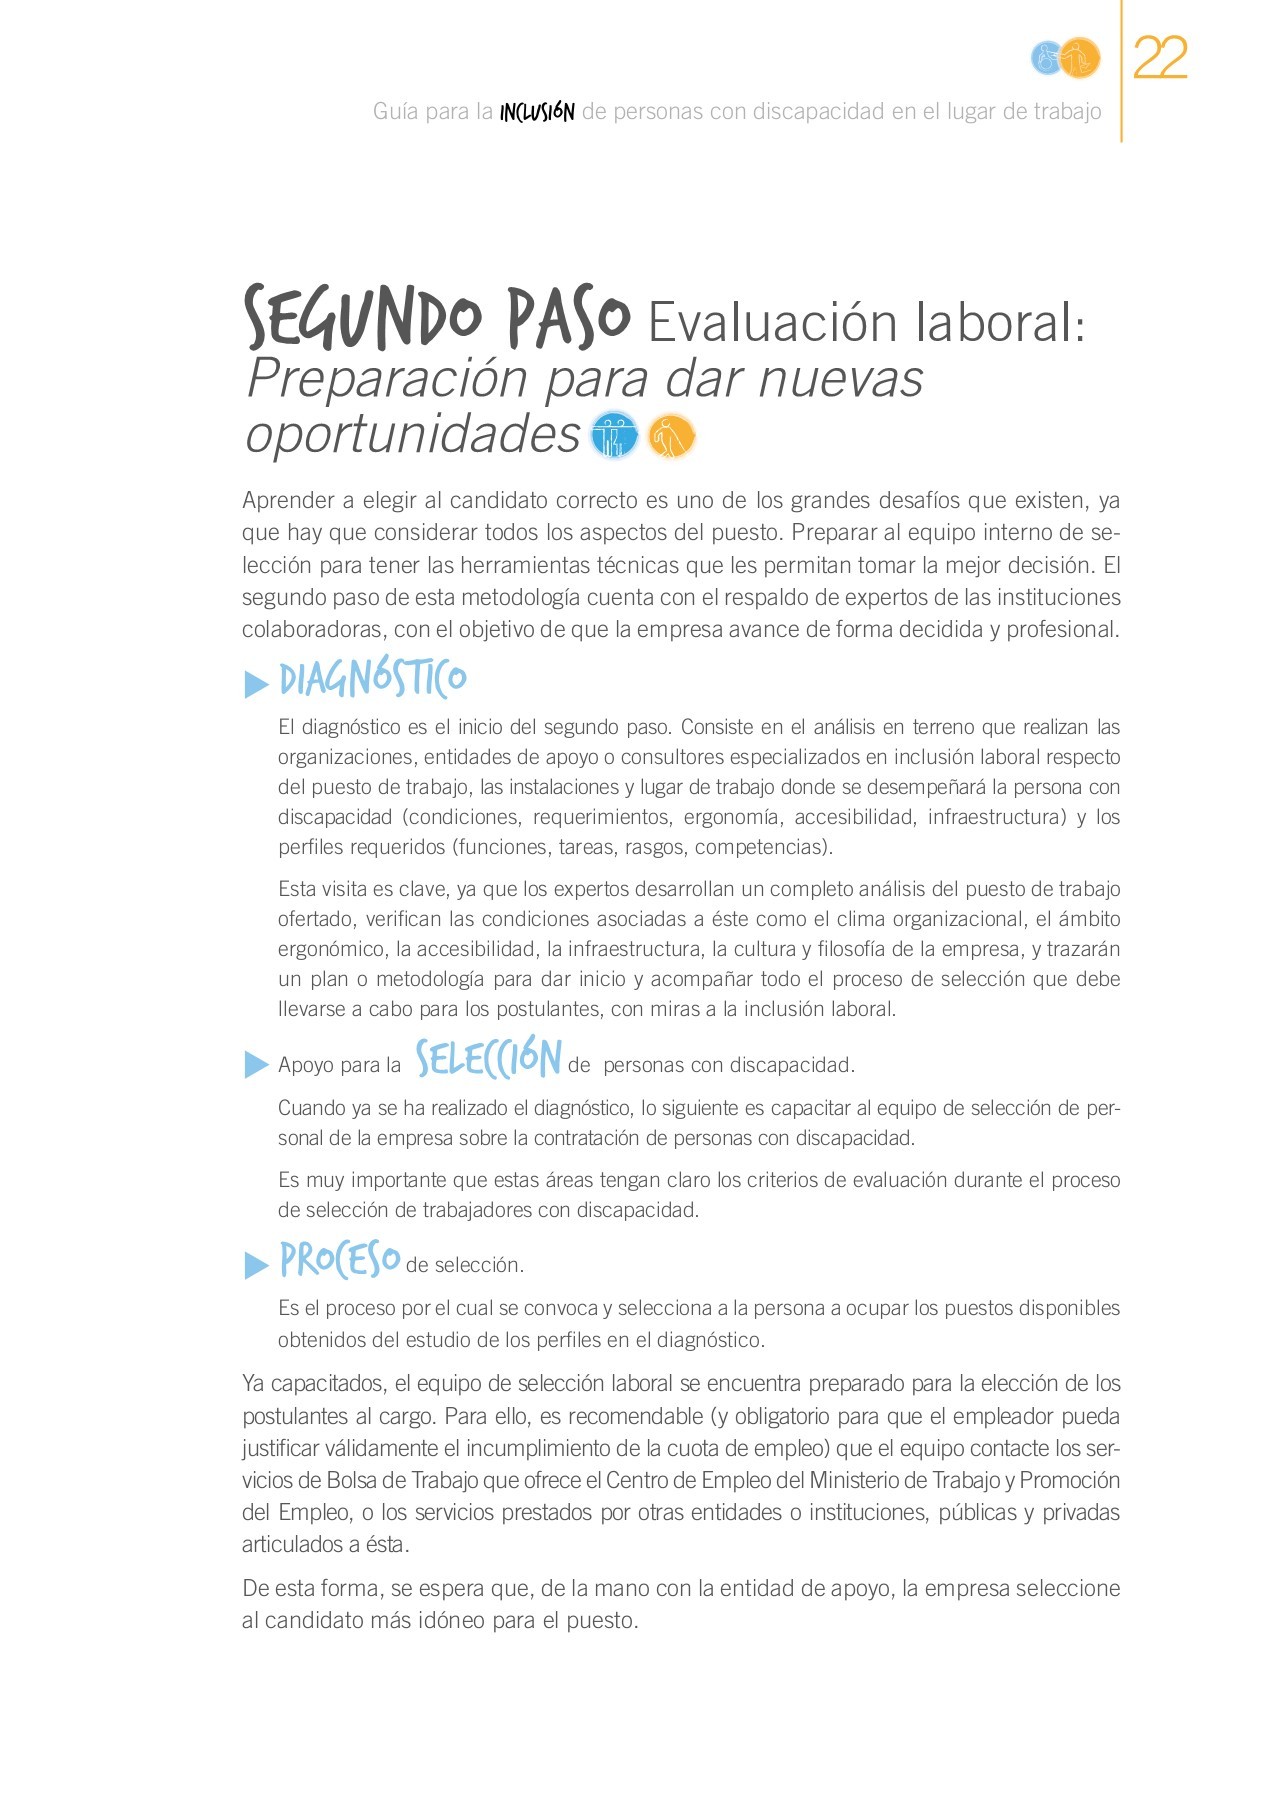 22
Guía para la INCLUSIÓN de personas con discapacidad en el lugar de trabajo
SEGUNDO PASO Evaluación laboral:
Preparación para dar nuevas
oportunidades
Aprender a elegir al candidato correcto es uno de los grandes desafíos que existen, ya
que hay que considerar todos los aspectos del puesto. Preparar al equipo interno de se-
lección para tener las herramientas técnicas que les permitan tomar la mejor decisión. El
segundo paso de esta metodología cuenta con el respaldo de expertos de las instituciones
colaboradoras, con el objetivo de que la empresa avance de forma decidida y profesional.
DIAGNÓSTICO
El diagnóstico es el inicio del segundo paso. Consiste en el análisis en terreno que realizan las
organizaciones, entidades de apoyo o consultores especializados en inclusión laboral respecto
del puesto de trabajo, las instalaciones y lugar de trabajo donde se desempeñará la persona con
discapacidad (condiciones, requerimientos, ergonomía, accesibilidad, infraestructura) y los
perfiles requeridos (funciones, tareas, rasgos, competencias).
Esta visita es clave, ya que los expertos desarrollan un completo análisis del puesto de trabajo
ofertado, verifican las condiciones asociadas a éste como el clima organizacional, el ámbito
ergonómico, la accesibilidad, la infraestructura, la cultura y filosofía de la empresa, y trazarán
un plan o metodología para dar inicio y acompañar todo el proceso de selección que debe
llevarse a cabo para los postulantes, con miras a la inclusión laboral.
Apoyo para la SELECCIÓN de personas con discapacidad.
Cuando ya se ha realizado el diagnóstico, lo siguiente es capacitar al equipo de selección de per-
sonal de la empresa sobre la contratación de personas con discapacidad.
Es muy importante que estas áreas tengan claro los criterios de evaluación durante el proceso
de selección de trabajadores con discapacidad.
PROCESO de selección.
Es el proceso por el cual se convoca y selecciona a la persona a ocupar los puestos disponibles
obtenidos del estudio de los perfiles en el diagnóstico.
Ya capacitados, el equipo de selección laboral se encuentra preparado para la elección de los
postulantes al cargo. Para ello, es recomendable (y obligatorio para que el empleador pueda
justificar válidamente el incumplimiento de la cuota de empleo) que el equipo contacte los ser-
vicios de Bolsa de Trabajo que ofrece el Centro de Empleo del Ministerio de Trabajo y Promoción
del Empleo, o los servicios prestados por otras entidades o instituciones, públicas y privadas
articulados a ésta.
De esta forma, se espera que, de la mano con la entidad de apoyo, la empresa seleccione
al candidato más idóneo para el puesto.